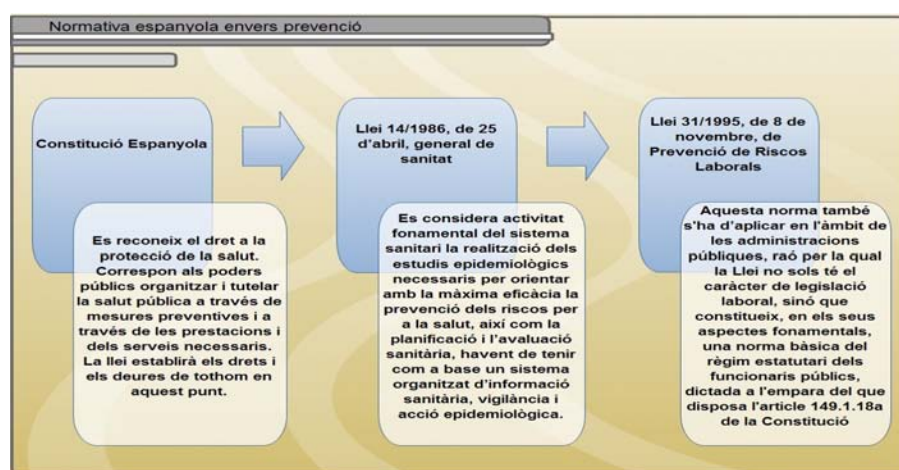 Normativa espanyola envers prevenció
Constitució Espanyola
Es reconeix el dret a la
protecció de la salut.
Correspon als poders
públics organitzar i tutelar
la salut pública a través de
mesures preventives i a
través de les prestacions i
dels serveis necessaris.
La llei establirà els drets i
els deures de tothom en
aquest punt.
Llei 14/1986, de 25
d'abril, general de
sanitat
Es considera activitat
fonamental del sistema
sanitari la realització dels
estudis epidemiològics
necessaris per orientar
amb la màxima eficàcia la
prevenció dels riscos per
a la salut, així com la
planificació i l'avaluació
sanitària, havent de tenir
com a base un sistema
organitzat d'informació
sanitària, vigilància i
acció epidemiològica.
Llei 31/1995, de 8 de
novembre, de
Prevenció de Riscos
Laborals
Aquesta norma també
s'ha d'aplicar en l'àmbit de
les administracions
públiques, raó per la qual
la Llei no sols té el
caràcter de legislació
laboral, sinó que
constitueix, en els seus
aspectes fonamentals,
una norma bàsica del
règim estatutari dels
funcionaris públics,
dictada a l'empara del que
disposa l'article 149.1.18a
de la Constitució